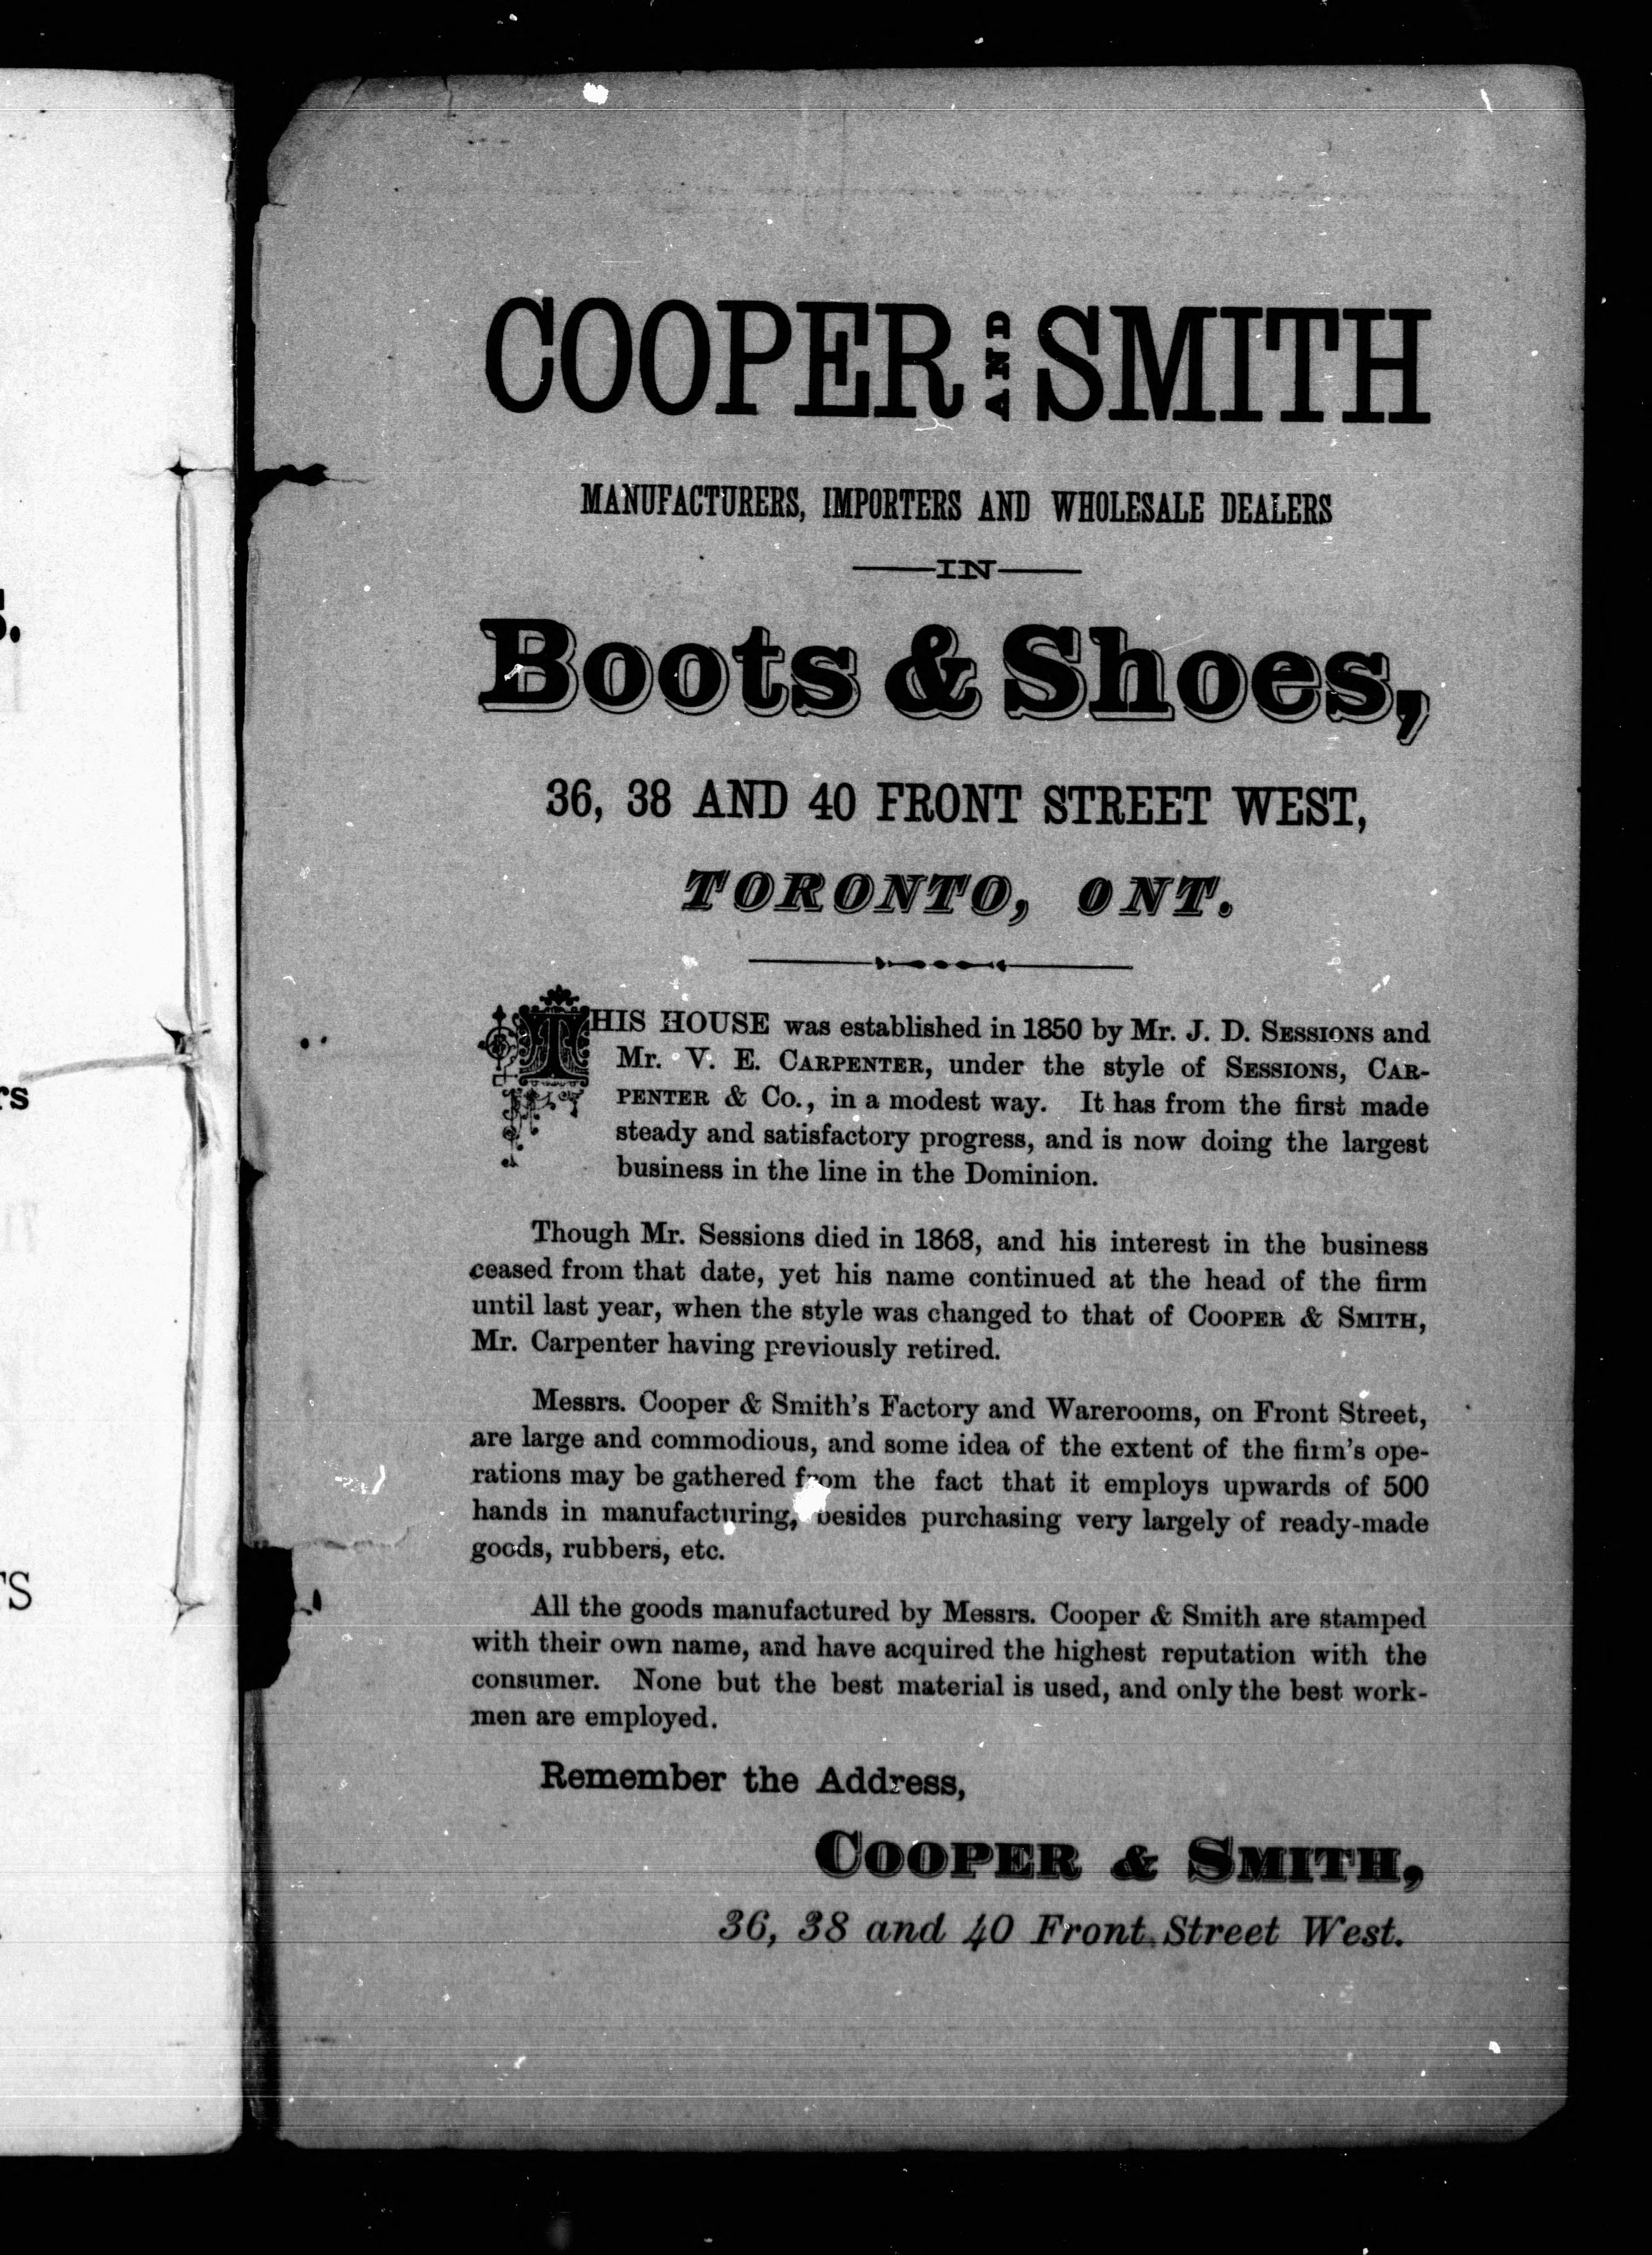 COOPER AND SMITH
MANUFACTURERS, IMPORTERS AND WHOLESALE DEALERS
IN
Boots & Shoes,
36, 38 AND 40 FRONT STREET WEST,
TORONTO, ONT.
THIS HOUSE was established in 1850 by Mr. J. D. SESSIONS and
Mr. V. E. CARPENTER, under the style of SESSIONS, CAR-
PENTER & Co., in a modest way. It has from the first made
steady and satisfactory progress, and is now doing the largest
business in the line in the Dominion.
Though Mr. Sessions died in 1868, and his interest in the business
ceased from that date, yet his name continued at the head of the firm
until last year, when the style was changed to that of COOPER & SMITH,
Mr. Carpenter having previously retired.
Messrs. Cooper & Smith's Factory and Warerooms, on Front Street,
are large and commodious, and some idea of the extent of the firm's ope-
rations may be gathered from the fact that it employs upwards of 500
hands in manufacturing, besides purchasing very largely of ready-made
goods, rubbers, etc.
All the goods manufactured by Messrs. Cooper & Smith are stamped
with their own name, and have acquired the highest reputation with the
consumer. None but the best material is used, and only the best work-
men are employed.
Remember the Address,
COOPER & SMITH,
36, 38 and 40 Front Street West.